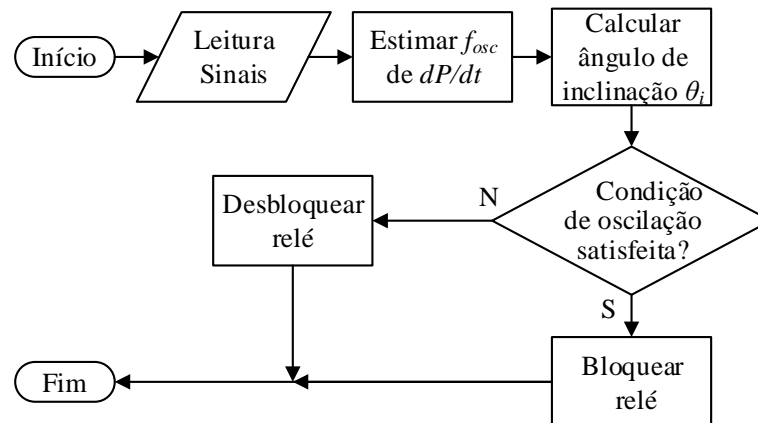 Início
Leitura
Sinais
Estimar fosc
de dP/dt
Calcular
ângulo de
inclinação θi
Condição
de oscilação
satisfeita?
N
Desbloquear
relé
S
Bloquear
relé
Fim